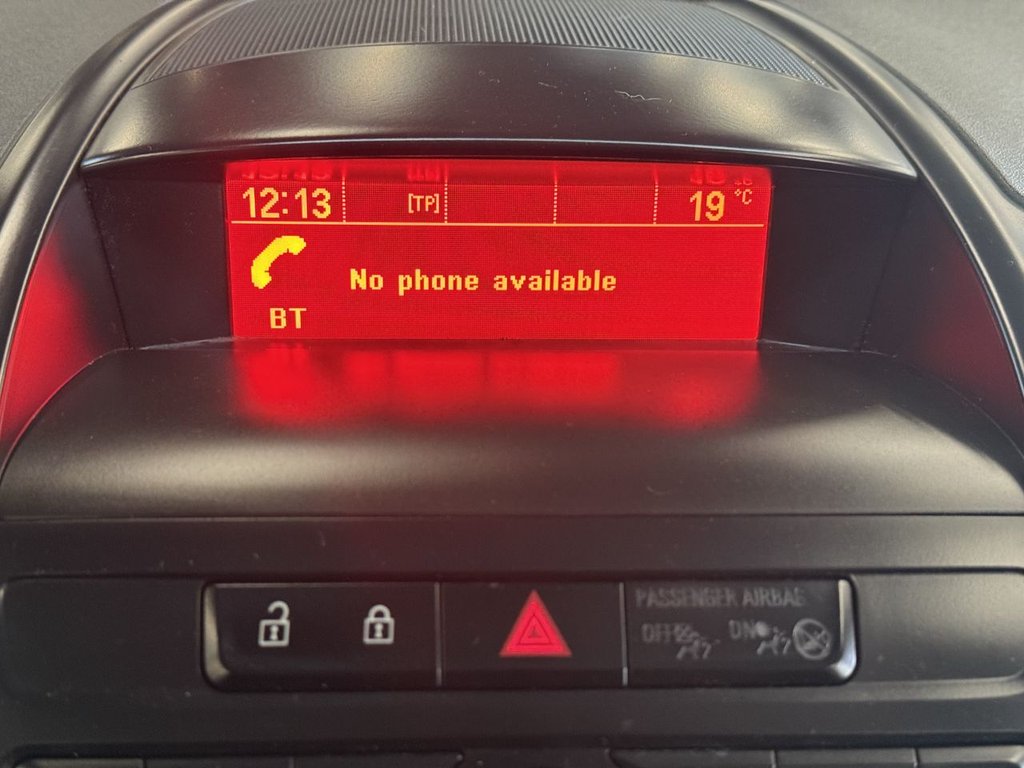 12:13 [TP] 19 °C
No phone available
BT
PASSENGER AIRBAG
OFF ON